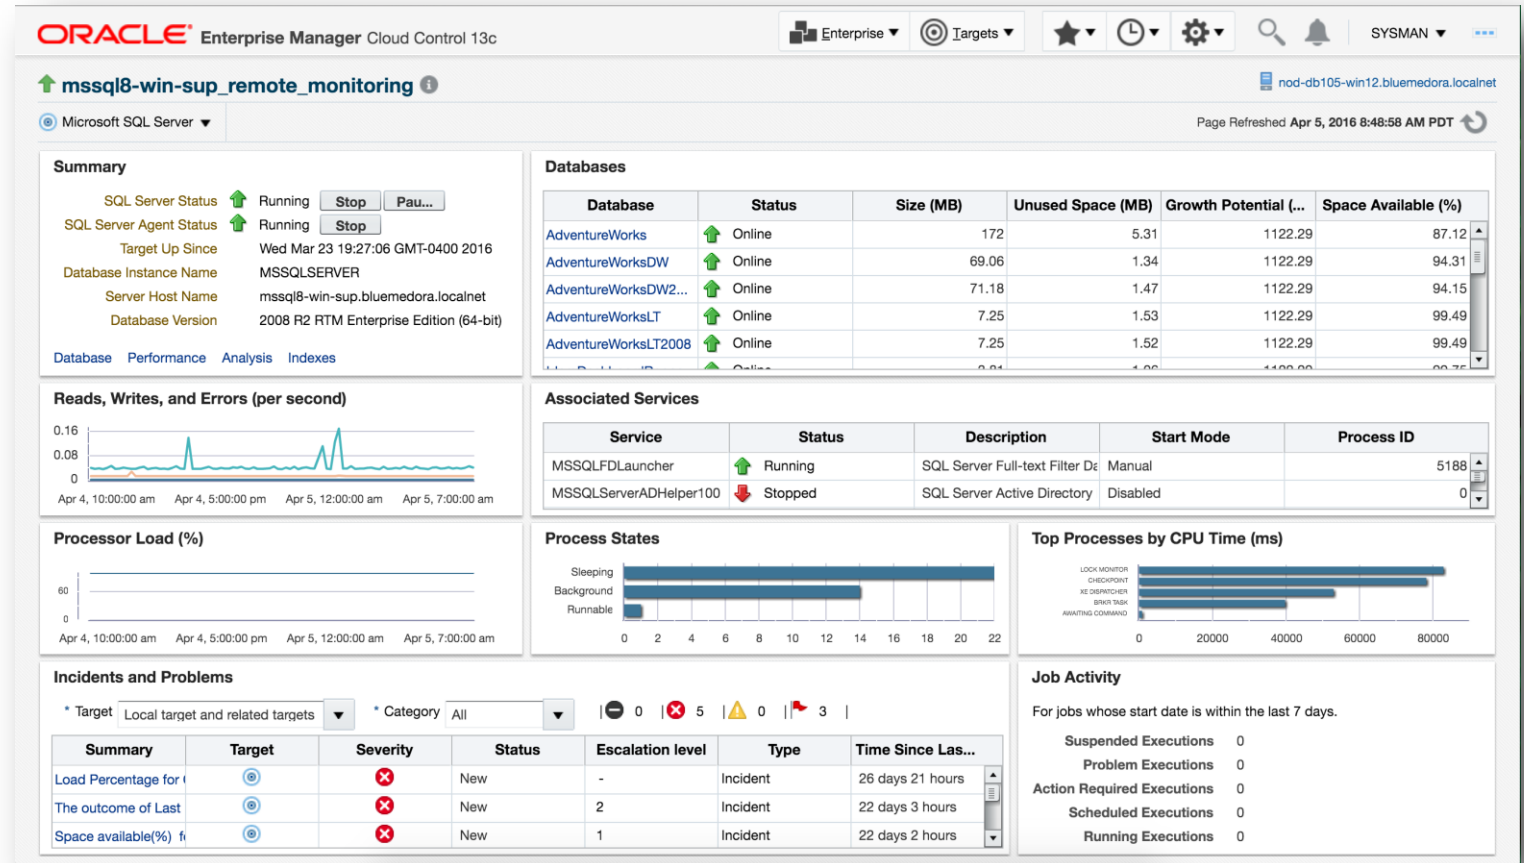 ORACLE Enterprise Manager Cloud Control 13c
Enterprise
Targets
SYSMAN
mssql8-win-sup_remote_monitoring
nod-db105-win12.bluemedora.localnet
Microsoft SQL Server
Page Refreshed Apr 5, 2016 8:48:58 AM PDT
Summary
SQL Server Status Running Stop Pau...
SQL Server Agent Status Running Stop
Target Up Since Wed Mar 23 19:27:06 GMT-0400 2016
Database Instance Name MSSQLSERVER
Server Host Name mssql8-win-sup.bluemedora.localnet
Database Version 2008 R2 RTM Enterprise Edition (64-bit)
Database Performance Analysis Indexes
Databases
Database Status Size (MB) Unused Space (MB) Growth Potential (... Space Available (%)
AdventureWorks Online 172 5.31 1122.29 87.12
AdventureWorksDW Online 69.06 1.34 1122.29 94.31
AdventureWorksDW2... Online 71.18 1.47 1122.29 94.15
AdventureWorksLT Online 7.25 1.53 1122.29 99.49
AdventureWorksLT2008 Online 7.25 1.52 1122.29 99.49
Reads, Writes, and Errors (per second)
0.16
0.08
0
Apr 4, 10:00:00 am Apr 4, 5:00:00 pm Apr 5, 12:00:00 am Apr 5, 7:00:00 am
Associated Services
Service Status Description Start Mode Process ID
MSSQLFDLauncher Running SQL Server Full-text Filter Da Manual 5188
MSSQLServerADHelper100 Stopped SQL Server Active Directory Disabled 0
Processor Load (%)
60
0
Apr 4, 10:00:00 am Apr 4, 5:00:00 pm Apr 5, 12:00:00 am Apr 5, 7:00:00 am
Process States
Sleeping
Background
Runnable
0 2 4 6 8 10 12 14 16 18 20 22
Top Processes by CPU Time (ms)
LOCK MONITOR
CHECKPOINT
XE DISPATCHER
BRKR TASK
AWAITING COMMAND
0 20000 40000 60000 80000
Incidents and Problems
* Target Local target and related targets * Category All | 0 | 5 | 0 | 3 |
Summary Target Severity Status Escalation level Type Time Since Las...
Load Percentage for New - Incident 26 days 21 hours
The outcome of Last New 2 Incident 22 days 3 hours
Space available(%) New 1 Incident 22 days 2 hours
Job Activity
For jobs whose start date is within the last 7 days.
Suspended Executions 0
Problem Executions 0
Action Required Executions 0
Scheduled Executions 0
Running Executions 0